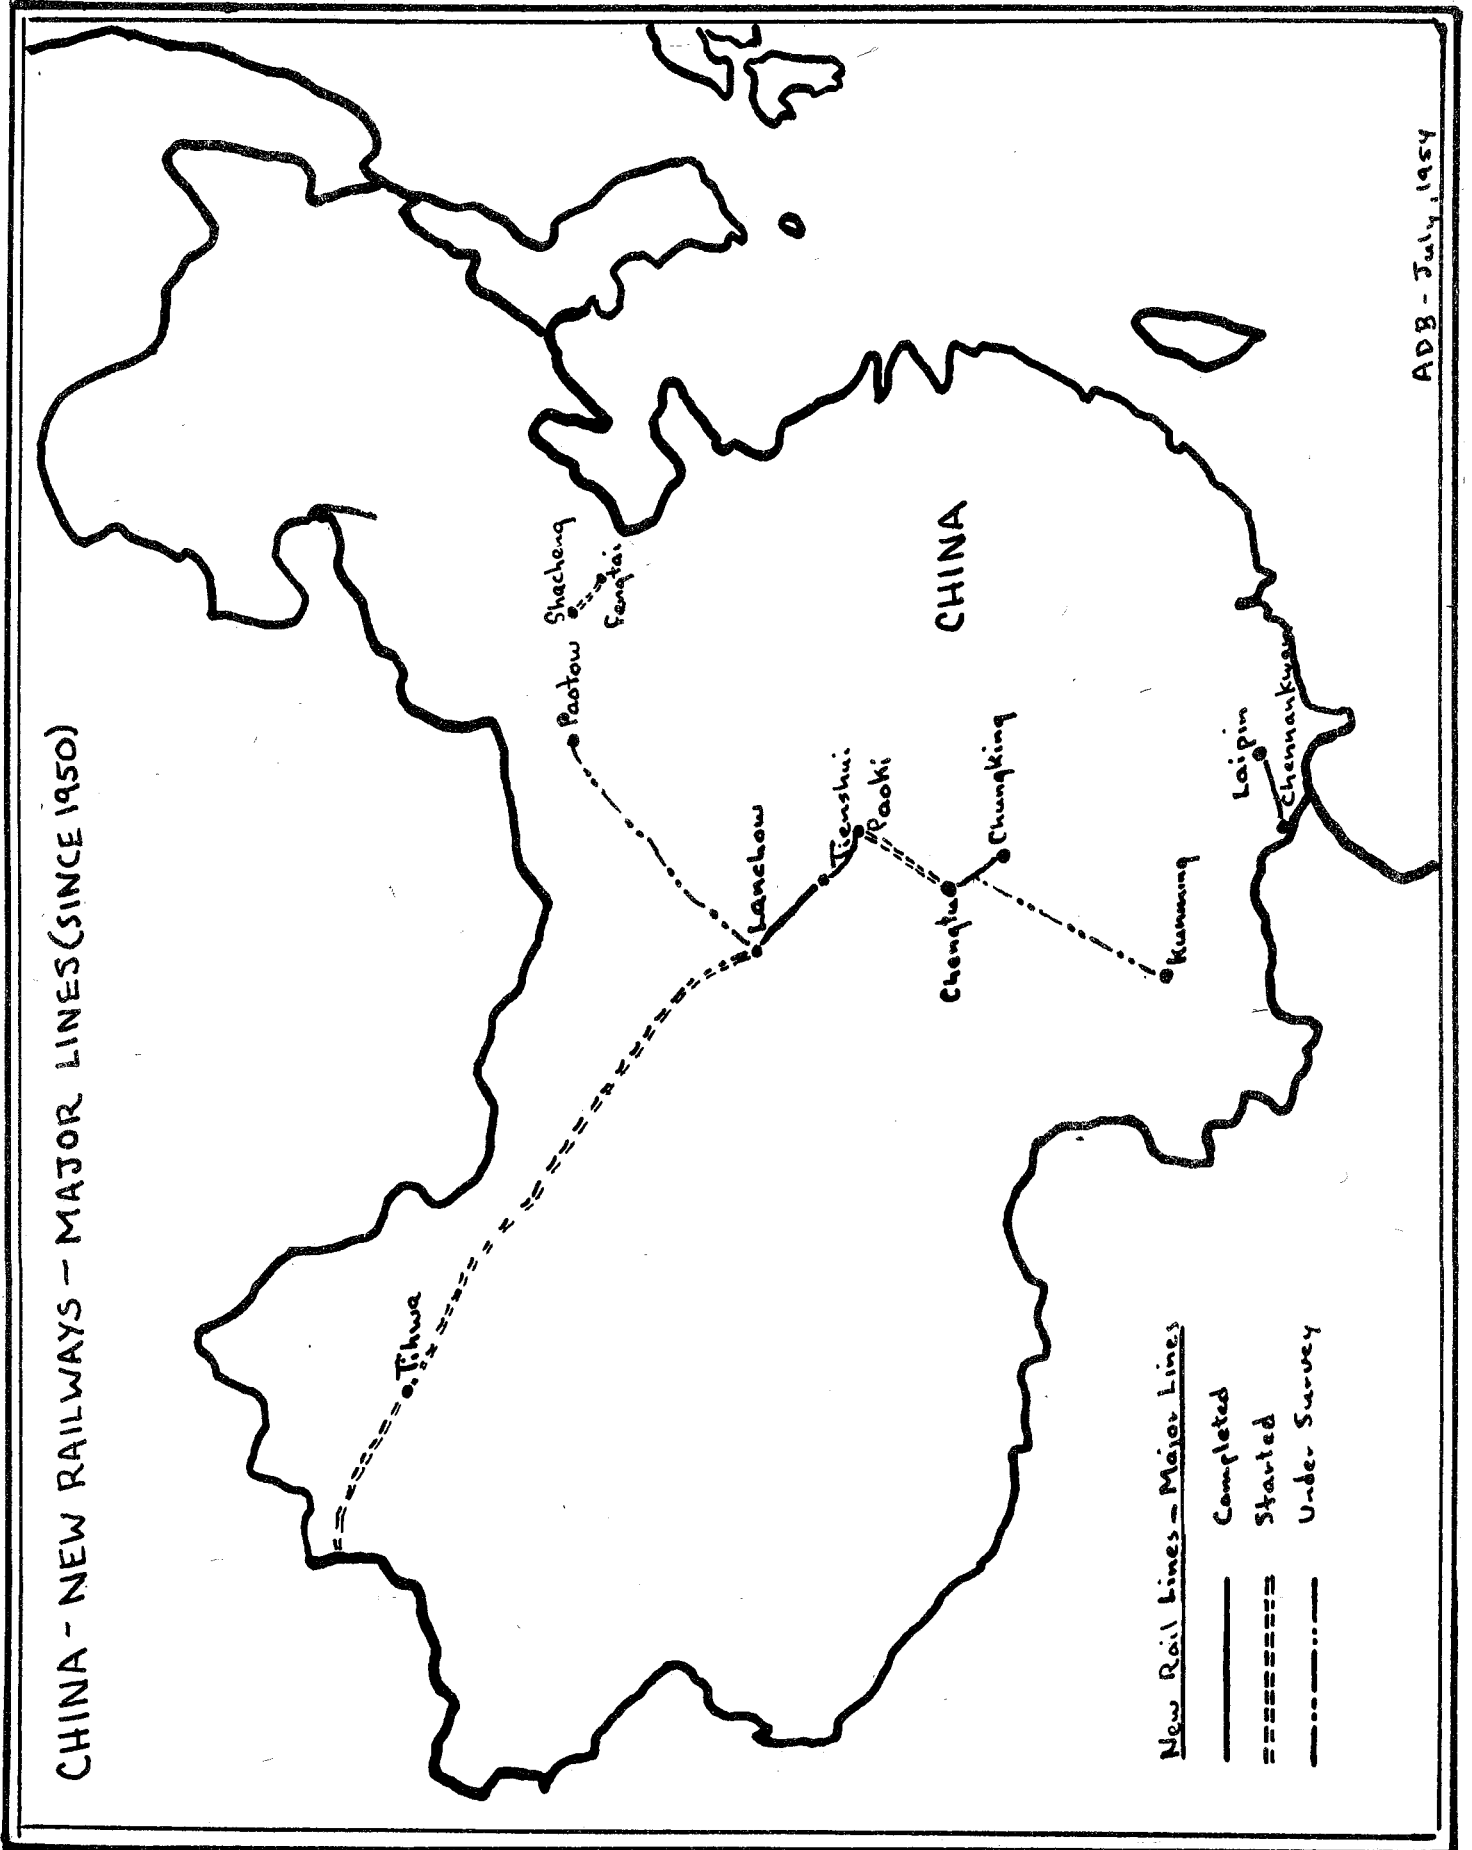 CHINA - NEW RAILWAYS - MAJOR LINES (SINCE 1950)
Tihwa
Paotow
Shacheng
Fengtai
Lanchow
Tienshui
Paoki
CHINA
Chengtu
Chungking
Kunming
Laipin
Chennankwan
New Rail Lines - Major Lines
Completed
Started
Under Survey
ADB - July, 1954